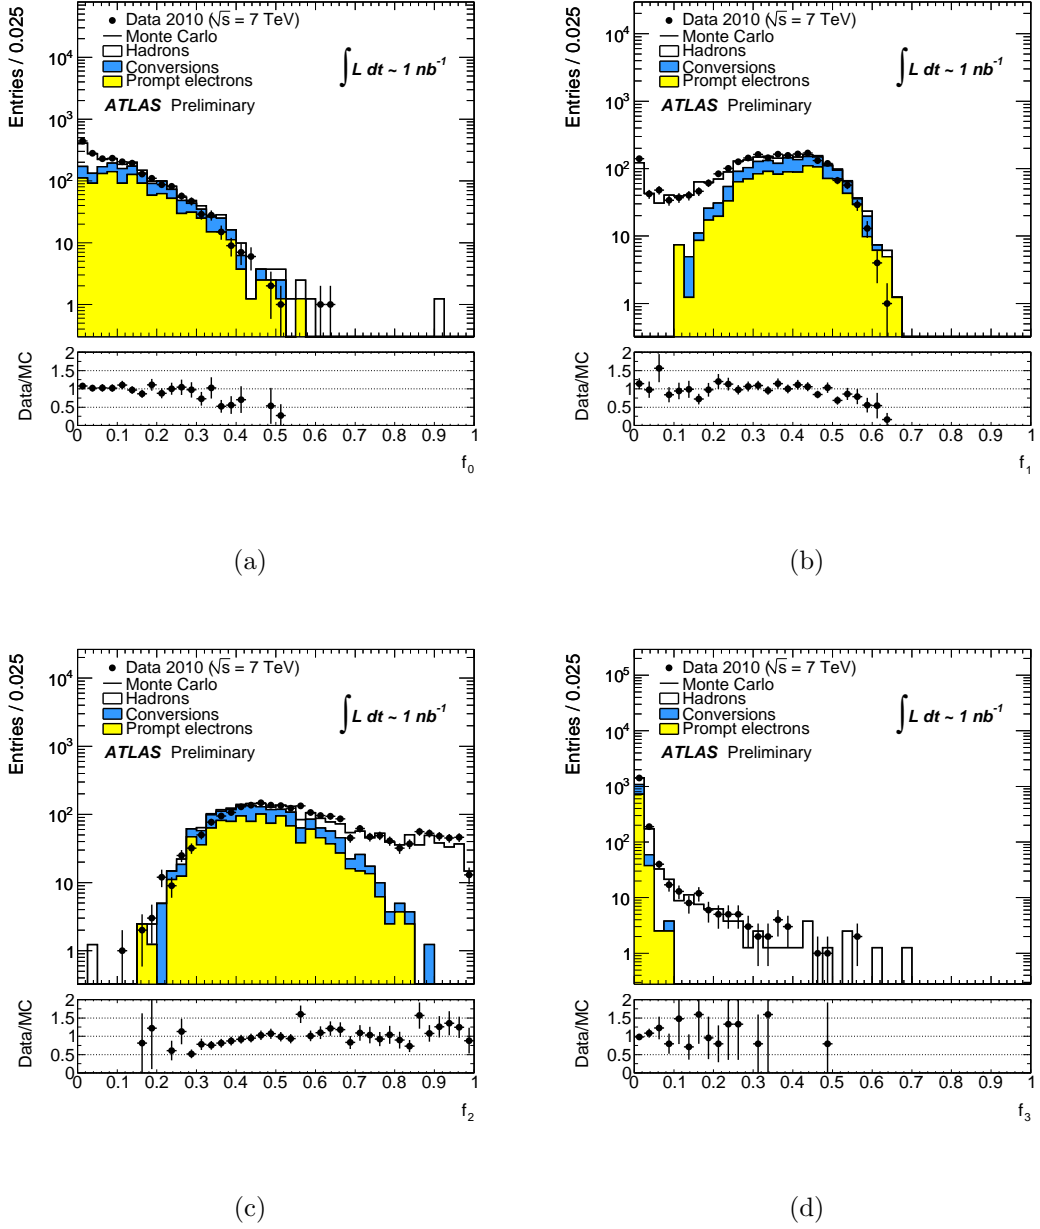 Entries / 0.025
Data 2010 (√s = 7 TeV)
Monte Carlo
Hadrons
Conversions
Prompt electrons
∫ L dt ~ 1 nb⁻¹
ATLAS Preliminary
10⁴
10³
10²
10
1
Data/MC
2
1.5
1
0.5
0
0 0.1 0.2 0.3 0.4 0.5 0.6 0.7 0.8 0.9 1
f₀
(a)
Entries / 0.025
Data 2010 (√s = 7 TeV)
Monte Carlo
Hadrons
Conversions
Prompt electrons
∫ L dt ~ 1 nb⁻¹
ATLAS Preliminary
10⁴
10³
10²
10
1
Data/MC
2
1.5
1
0.5
0
0 0.1 0.2 0.3 0.4 0.5 0.6 0.7 0.8 0.9 1
f₁
(b)
Entries / 0.025
Data 2010 (√s = 7 TeV)
Monte Carlo
Hadrons
Conversions
Prompt electrons
∫ L dt ~ 1 nb⁻¹
ATLAS Preliminary
10⁴
10³
10²
10
1
Data/MC
2
1.5
1
0.5
0
0 0.1 0.2 0.3 0.4 0.5 0.6 0.7 0.8 0.9 1
f₂
(c)
Entries / 0.025
Data 2010 (√s = 7 TeV)
Monte Carlo
Hadrons
Conversions
Prompt electrons
∫ L dt ~ 1 nb⁻¹
ATLAS Preliminary
10⁵
10⁴
10³
10²
10
1
Data/MC
2
1.5
1
0.5
0
0 0.1 0.2 0.3 0.4 0.5 0.6 0.7 0.8 0.9 1
f₃
(d)